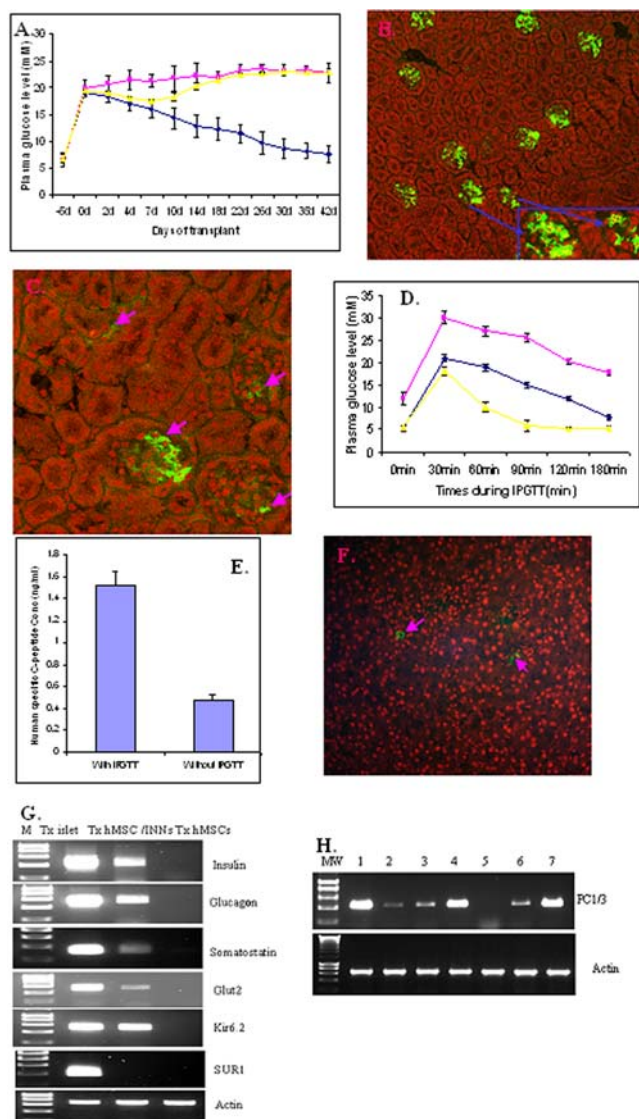 A.
Plasma glucose level (mM)
30
25
20
15
10
5
0
-5d 0d 2d 4d 7d 10d 14d 18d 22d 26d 30d 35d 42d
Days of transplant
B.
C.
D.
Plasma glucose level (mM)
35
30
25
20
15
10
5
0
0min 30min 60min 90min 120min 180min
Times during IPGTT(min)
E.
Human specific C-peptide Conc (ng/ml)
1.8
1.6
1.4
1.2
1
0.8
0.6
0.4
0.2
0
With IPGTT Without IPGTT
F.
G.
M Tx islet Tx hMSC /INNs Tx hMSCs
Insulin
Glucagon
Somatostatin
Glut2
Kir6.2
SUR1
Actin
H.
MW 1 2 3 4 5 6 7
PC1/3
Actin